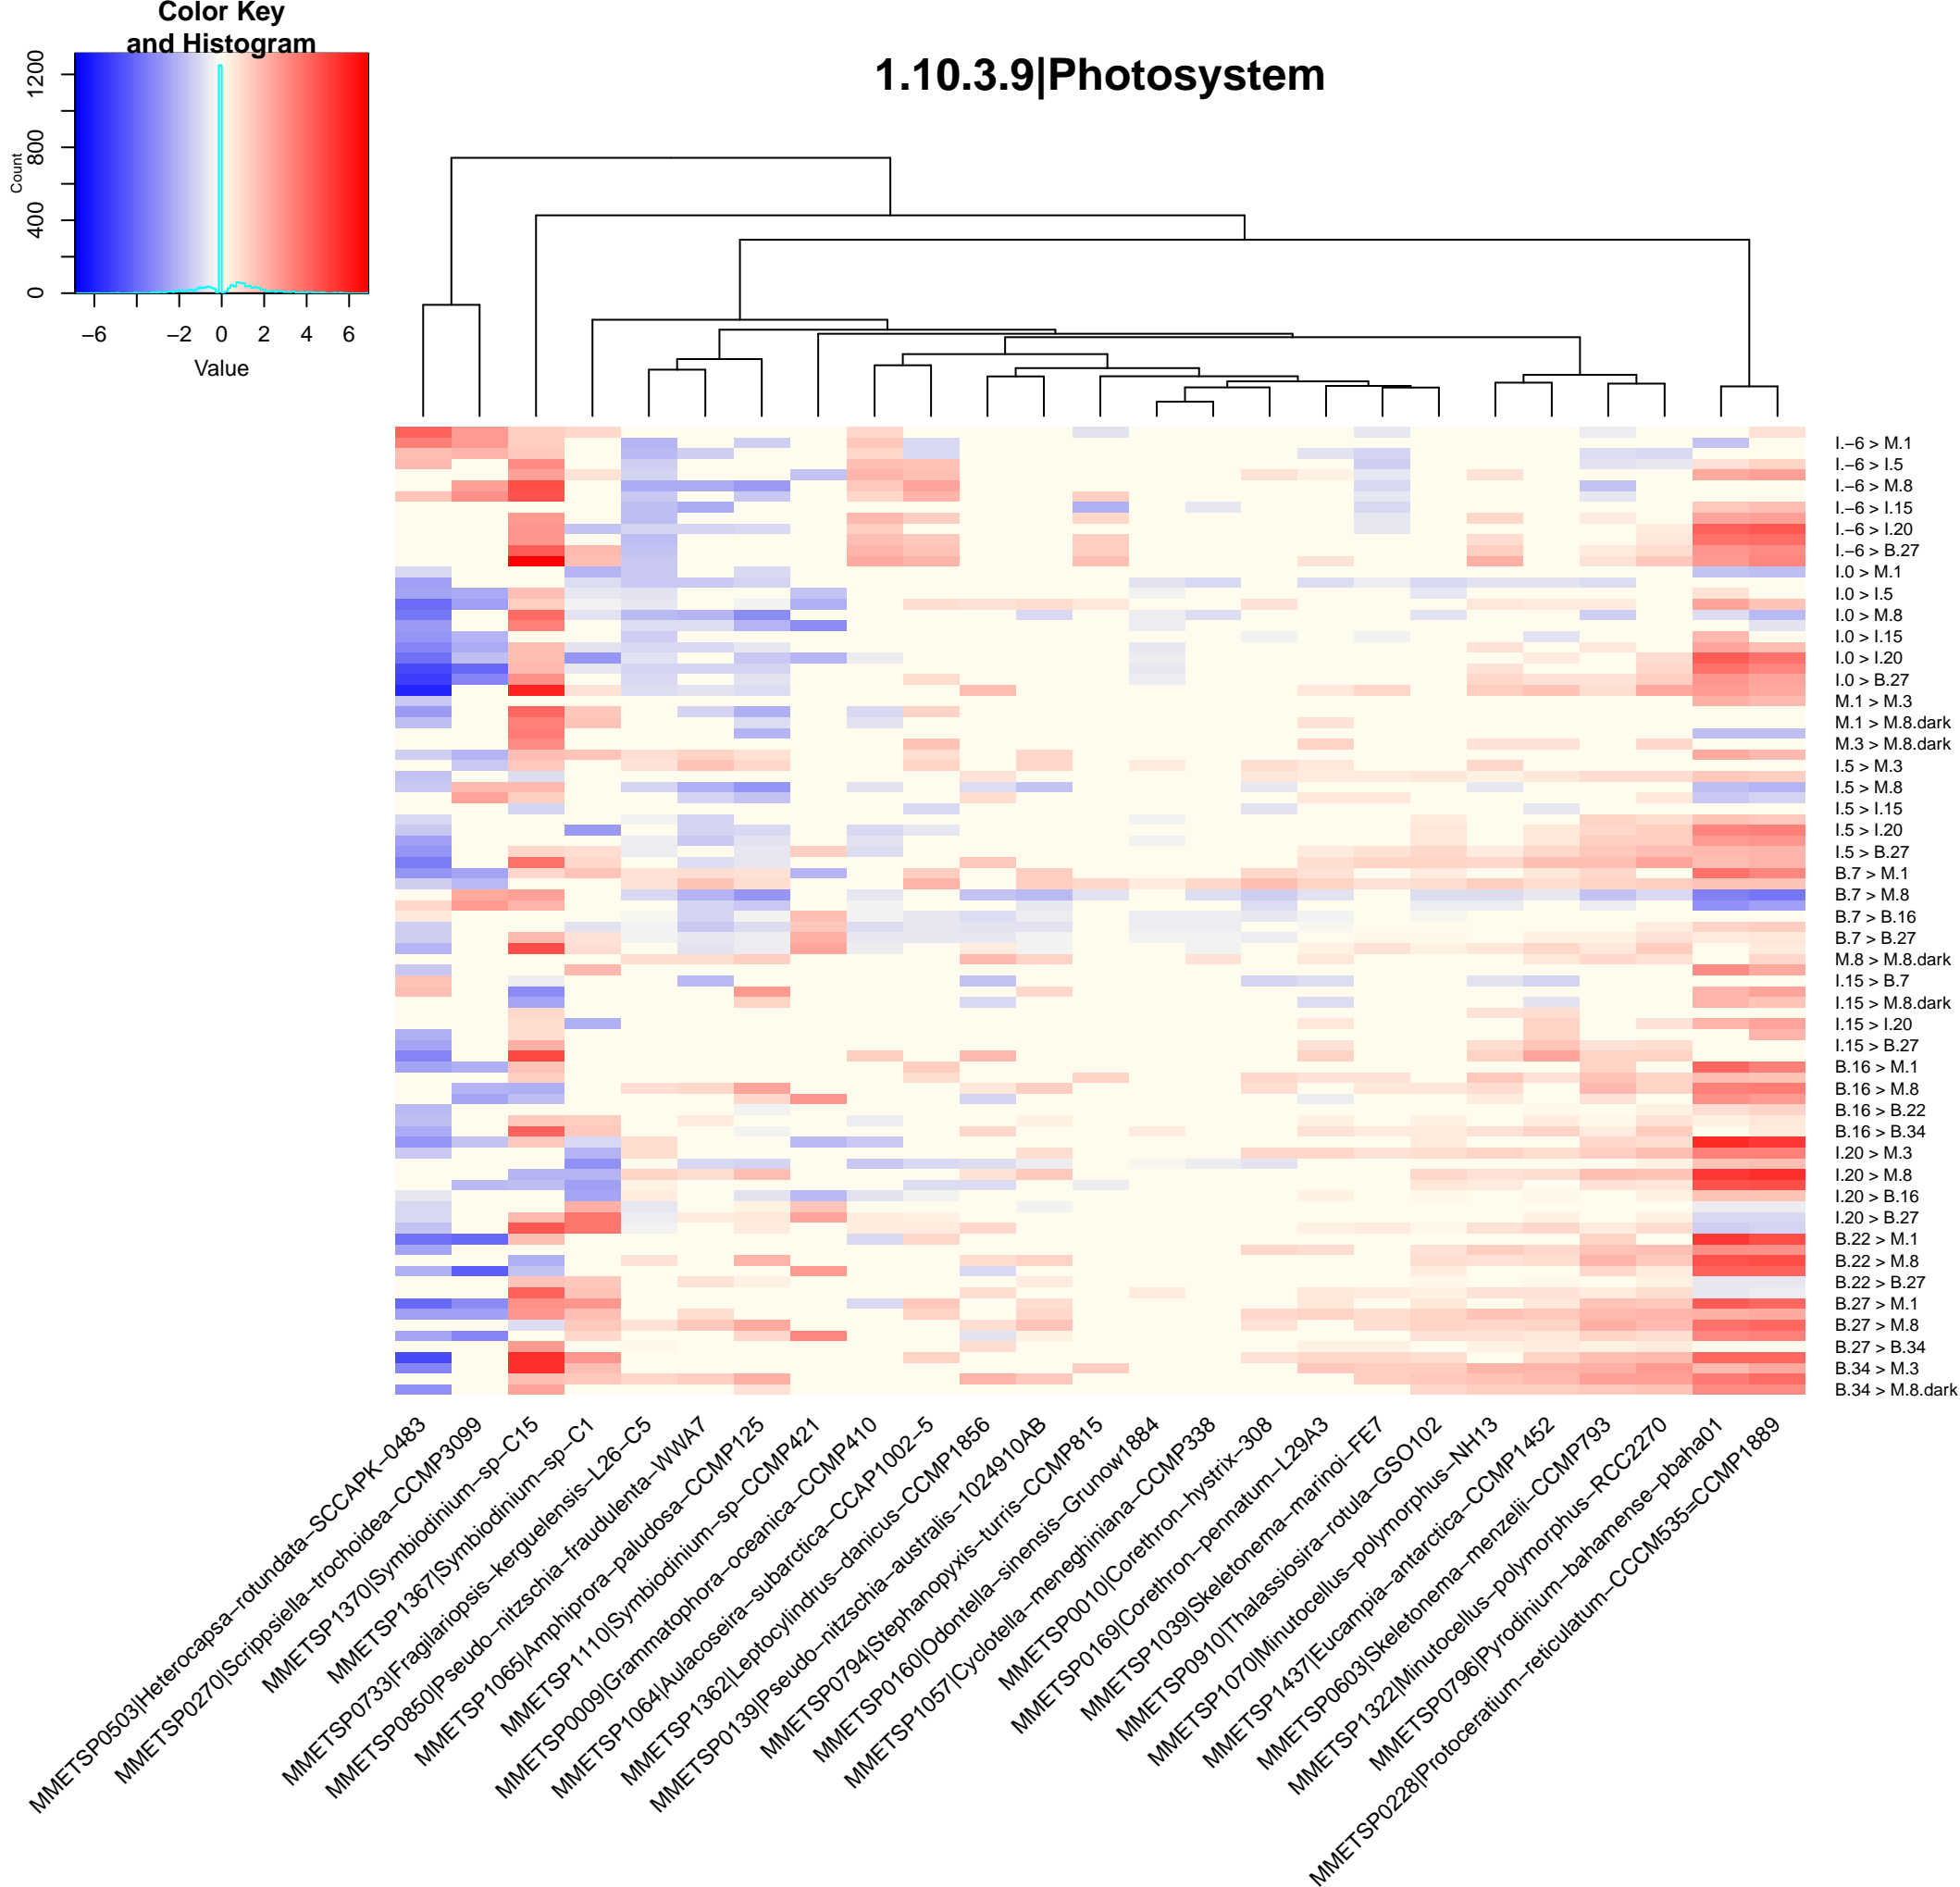 Color Key
and Histogram
1.10.3.9|Photosystem
Count
0 400 800 1200
−6 −2 0 2 4 6
Value
I.−6 > M.1
I.−6 > I.5
I.−6 > M.8
I.−6 > I.15
I.−6 > I.20
I.−6 > B.27
I.0 > M.1
I.0 > I.5
I.0 > M.8
I.0 > I.15
I.0 > I.20
I.0 > B.27
M.1 > M.3
M.1 > M.8.dark
M.3 > M.8.dark
I.5 > M.3
I.5 > M.8
I.5 > I.15
I.5 > I.20
I.5 > B.27
B.7 > M.1
B.7 > M.8
B.7 > B.16
B.7 > B.27
M.8 > M.8.dark
I.15 > B.7
I.15 > M.8.dark
I.15 > I.20
I.15 > B.27
B.16 > M.1
B.16 > M.8
B.16 > B.22
B.16 > B.34
I.20 > M.3
I.20 > M.8
I.20 > B.16
I.20 > B.27
B.22 > M.1
B.22 > M.8
B.22 > B.27
B.27 > M.1
B.27 > M.8
B.27 > B.34
B.34 > M.3
B.34 > M.8.dark
MMETSP0503|Heterocapsa−rotundata−SCCAPK−0483
MMETSP0270|Scrippsiella−trochoidea−CCMP3099
MMETSP1370|Symbiodinium−sp−C15
MMETSP1367|Symbiodinium−sp−C1
MMETSP0733|Fragilariopsis−kerguelensis−L26−C5
MMETSP0850|Pseudo−nitzschia−fraudulenta−WWA7
MMETSP1065|Amphiprora−paludosa−CCMP125
MMETSP1110|Symbiodinium−sp−CCMP421
MMETSP0009|Grammatophora−oceanica−CCMP410
MMETSP1064|Aulacoseira−subarctica−CCAP1002−5
MMETSP1362|Leptocylindrus−danicus−CCMP1856
MMETSP0139|Pseudo−nitzschia−australis−1024910AB
MMETSP0794|Stephanopyxis−turris−CCMP815
MMETSP0160|Odontella−sinensis−Grunow1884
MMETSP1057|Cyclotella−meneghiniana−CCMP338
MMETSP0010|Corethron−hystrix−308
MMETSP0169|Corethron−pennatum−L29A3
MMETSP1039|Skeletonema−marinoi−FE7
MMETSP0910|Thalassiosira−rotula−GSO102
MMETSP1070|Minutocellus−polymorphus−NH13
MMETSP1437|Eucampia−antarctica−CCMP1452
MMETSP0603|Skeletonema−menzelii−CCMP793
MMETSP1322|Minutocellus−polymorphus−RCC2270
MMETSP0796|Pyrodinium−bahamense−pbaha01
MMETSP0228|Protoceratium−reticulatum−CCCM535=CCMP1889